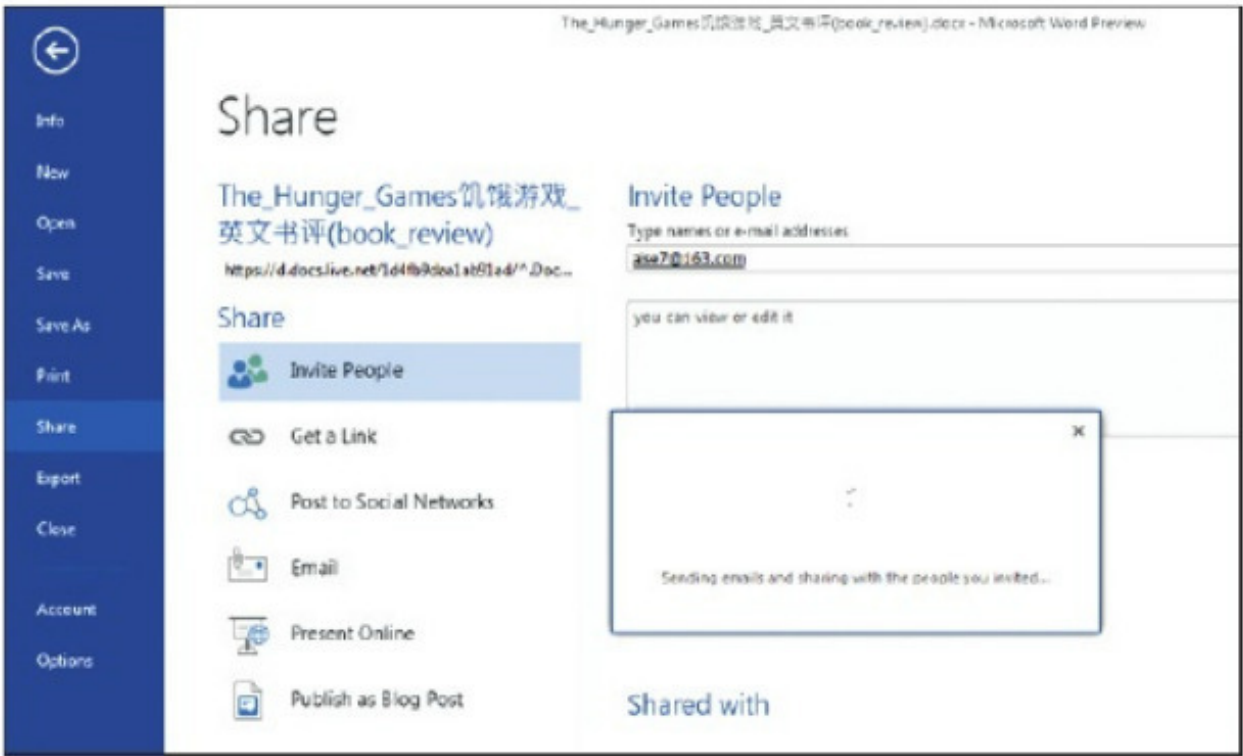 The_Hunger_Games饥饿游戏_英文书评(book_review).docx - Microsoft Word Preview
Info
New
Open
Save
Save As
Print
Share
Export
Close
Account
Options
Share
The_Hunger_Games饥饿游戏_
英文书评(book_review)
Share
Invite People
Get a Link
Post to Social Networks
Email
Present Online
Publish as Blog Post
Invite People
Type names or e-mail addresses
you can view or edit it
Sending emails and sharing with the people you invited...
Shared with